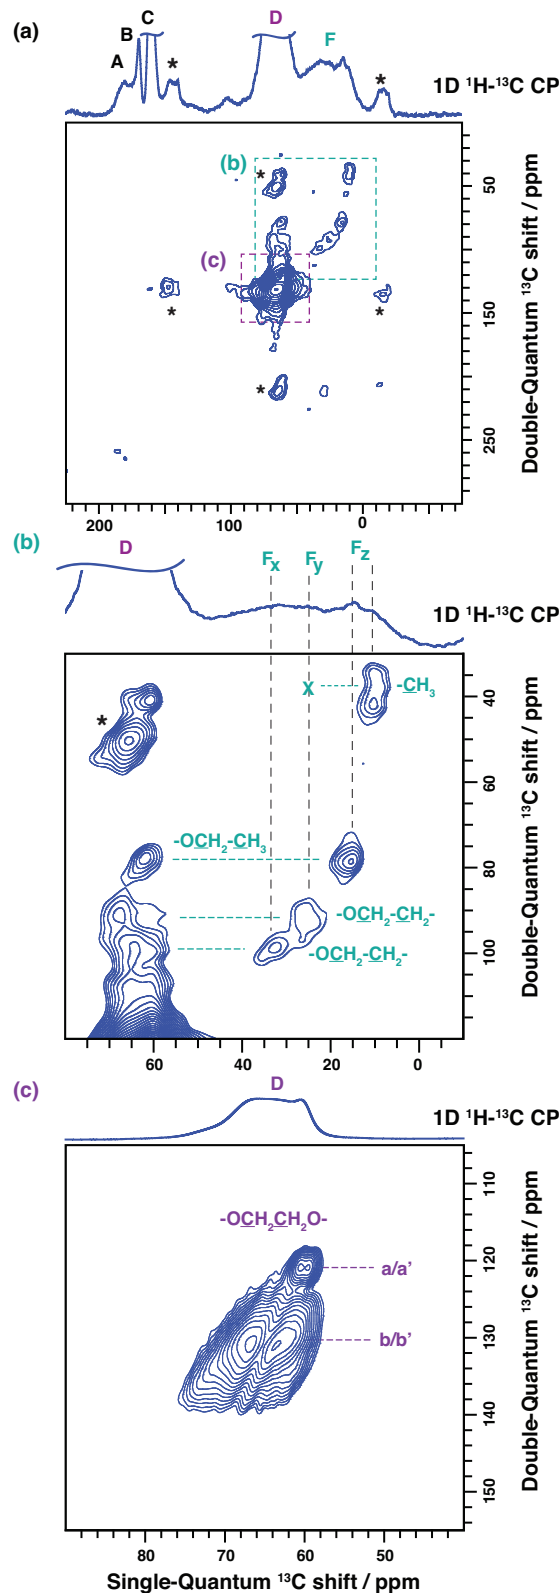 (a)
A
B
C
*
D
F
*
1D ¹H-¹³C CP
(b)
*
(c)
*
*
*
50
150
250
Double-Quantum ¹³C shift / ppm
200
100
0
(b)
D
Fx
Fy
Fz
1D ¹H-¹³C CP
X
-CH₃
*
-OCH₂-CH₃
-OCH₂-CH₂-
-OCH₂-CH₂-
40
60
80
100
Double-Quantum ¹³C shift / ppm
60
40
20
0
(c)
D
1D ¹H-¹³C CP
-OCH₂CH₂O-
a/a'
b/b'
110
120
130
140
150
Double-Quantum ¹³C shift / ppm
80
70
60
50
Single-Quantum ¹³C shift / ppm